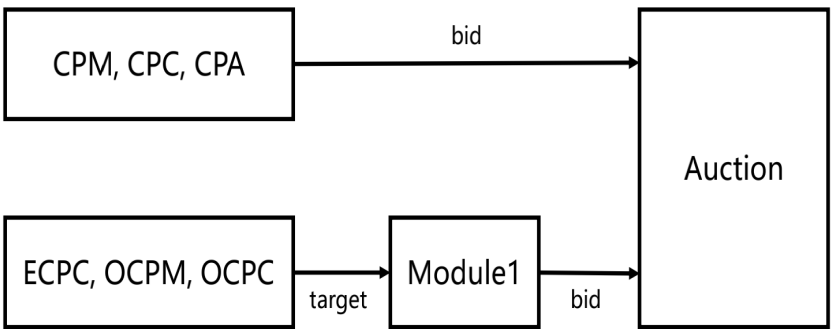 bid
CPM, CPC, CPA
Auction
ECPC, OCPM, OCPC
target
Module1
bid